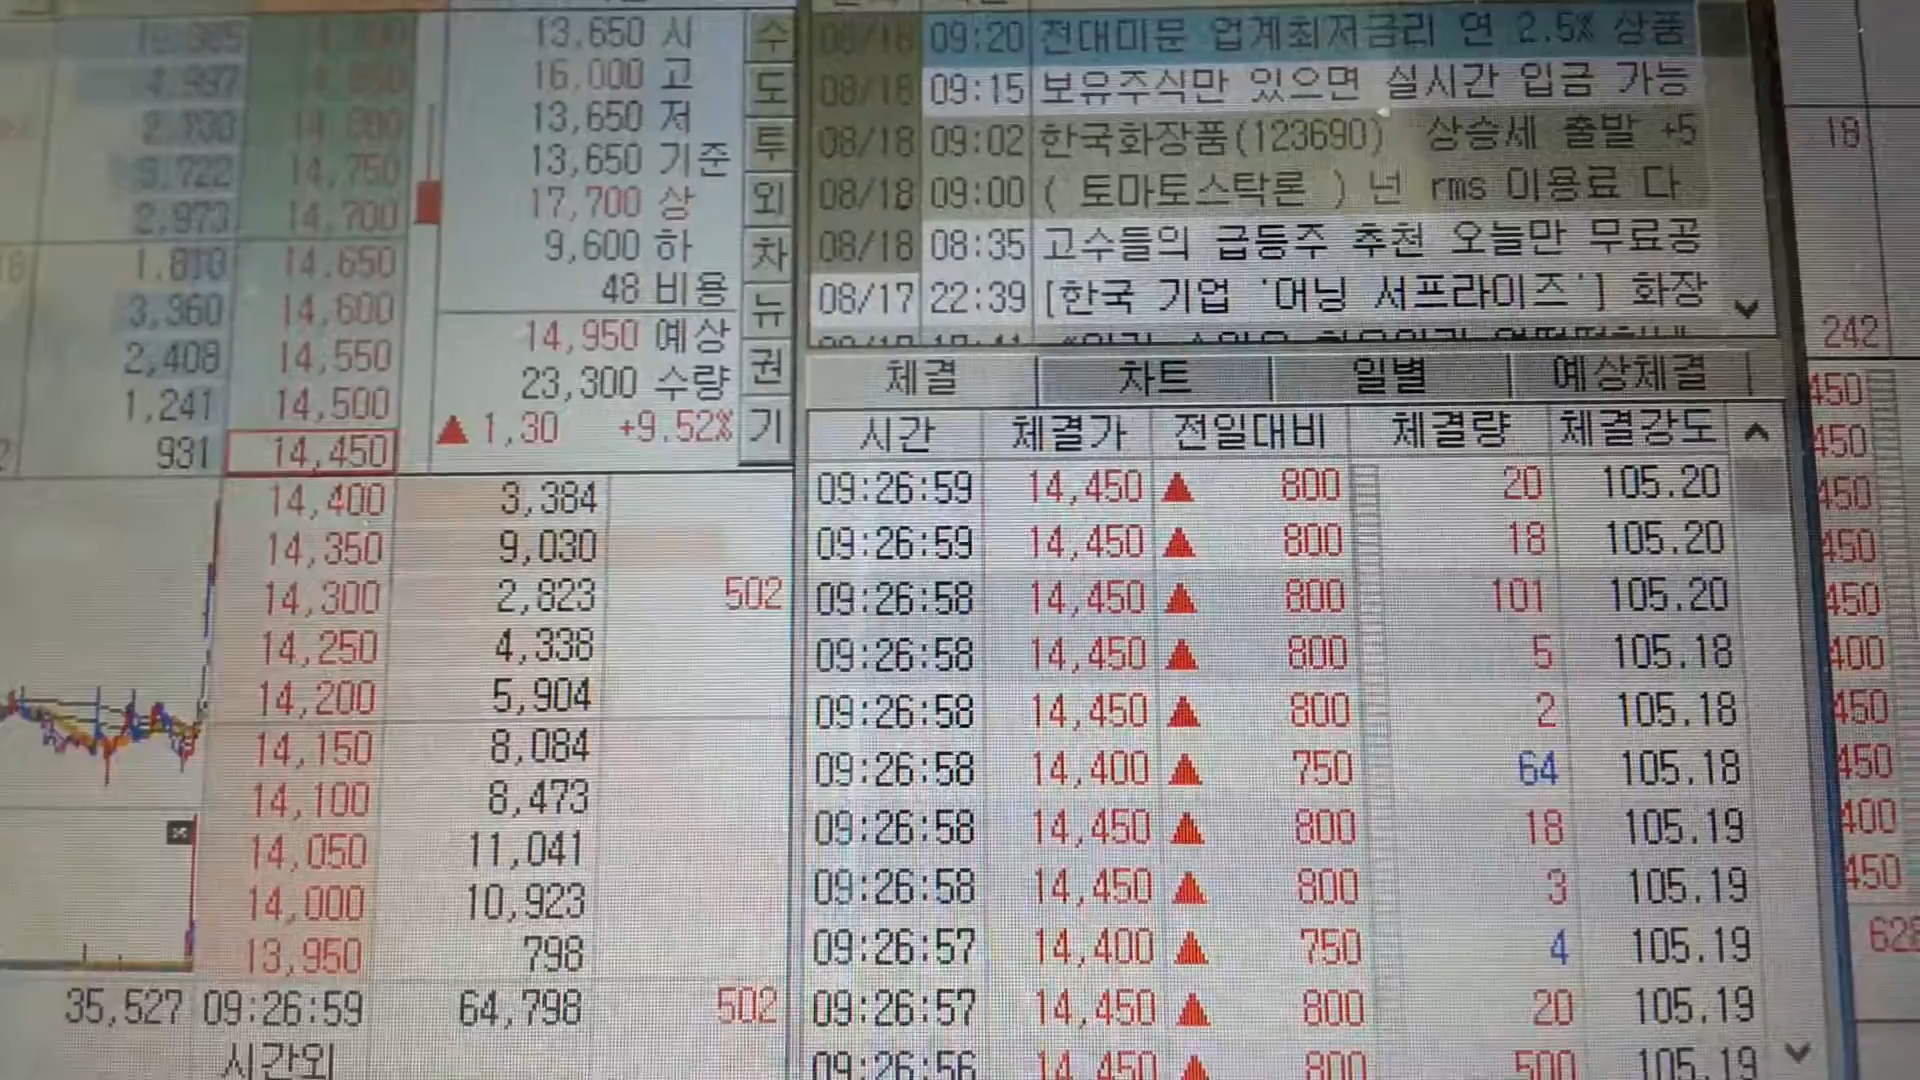 13,650 시
16,000 고
13,650 저
13,650 기준
17,700 상
9,600 하
48 비용
14,950 예상
23,300 수량
▲ 1,30 +9.52%
수
도
투
외
차
뉴
권
기
08/18 09:20 전대미문 업계최저금리 연 2.5% 상품
08/18 09:15 보유주식만 있으면 실시간 입금 가능
08/18 09:02 한국화장품(123690) 상승세 출발 +5
08/18 09:00 ( 토마토스탁론 ) 넌 rms 이용료 다
08/18 08:35 고수들의 급등주 추천 오늘만 무료공
08/17 22:39 [한국 기업 '어닝 서프라이즈'] 화장
4,997
9,722 14,750
2,973 14,700
1,810 14,650
3,360 14,600
2,408 14,550
1,241 14,500
931 14,450
14,400 3,384
14,350 9,030
14,300 2,823 502
14,250 4,338
14,200 5,904
14,150 8,084
14,100 8,473
14,050 11,041
14,000 10,923
13,950 798
35,527 09:26:59 64,798 502
시간외
체결 차트 일별 예상체결
시간 체결가 전일대비 체결량 체결강도
09:26:59 14,450 ▲ 800 20 105.20
09:26:59 14,450 ▲ 800 18 105.20
09:26:58 14,450 ▲ 800 101 105.20
09:26:58 14,450 ▲ 800 5 105.18
09:26:58 14,450 ▲ 800 2 105.18
09:26:58 14,400 ▲ 750 64 105.18
09:26:58 14,450 ▲ 800 18 105.19
09:26:58 14,450 ▲ 800 3 105.19
09:26:57 14,400 ▲ 750 4 105.19
09:26:57 14,450 ▲ 800 20 105.19
09:26:56 14,450 ▲ 800 500 105.19
18
242
450
450
450
450
450
400
450
450
400
450
628